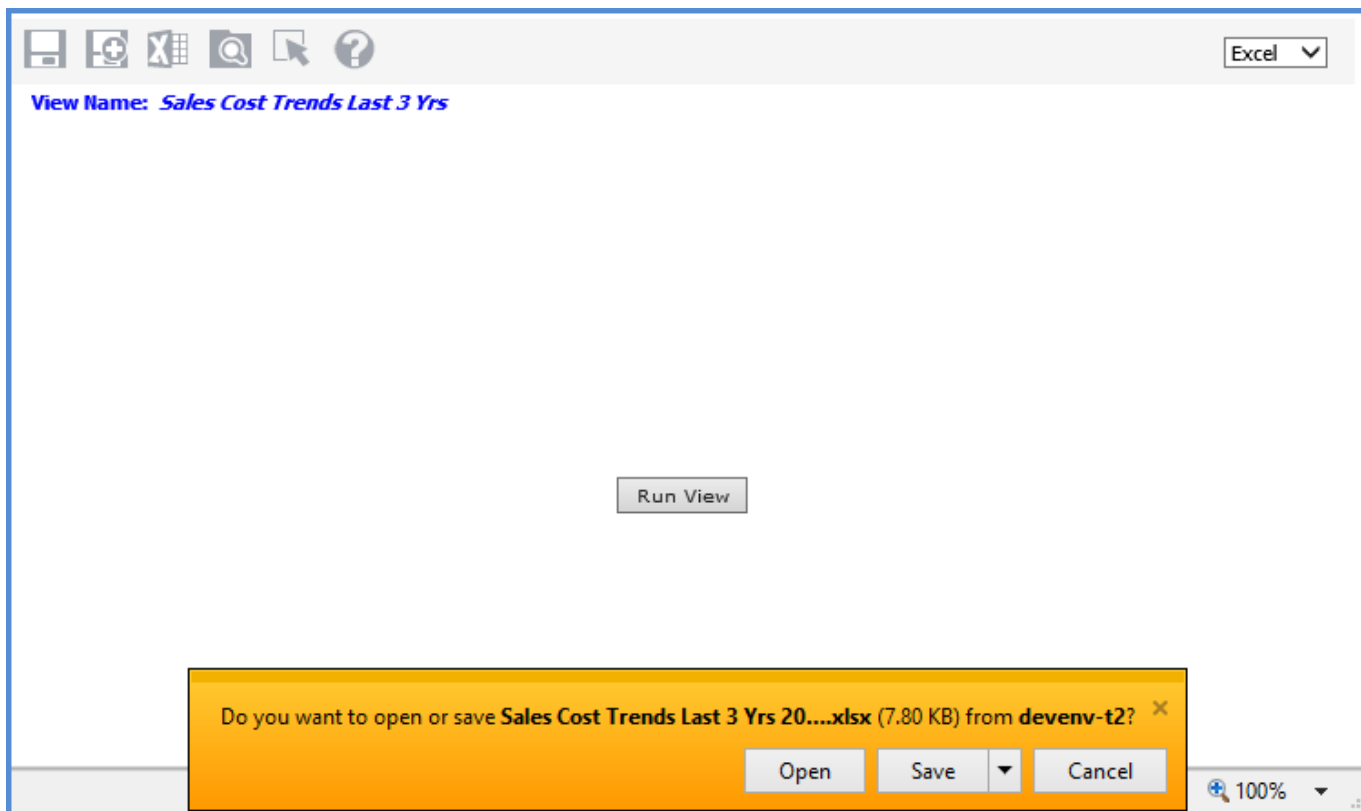 Excel
View Name: Sales Cost Trends Last 3 Yrs
Run View
Do you want to open or save Sales Cost Trends Last 3 Yrs 20....xlsx (7.80 KB) from devenv-t2?
Open Save Cancel
100%